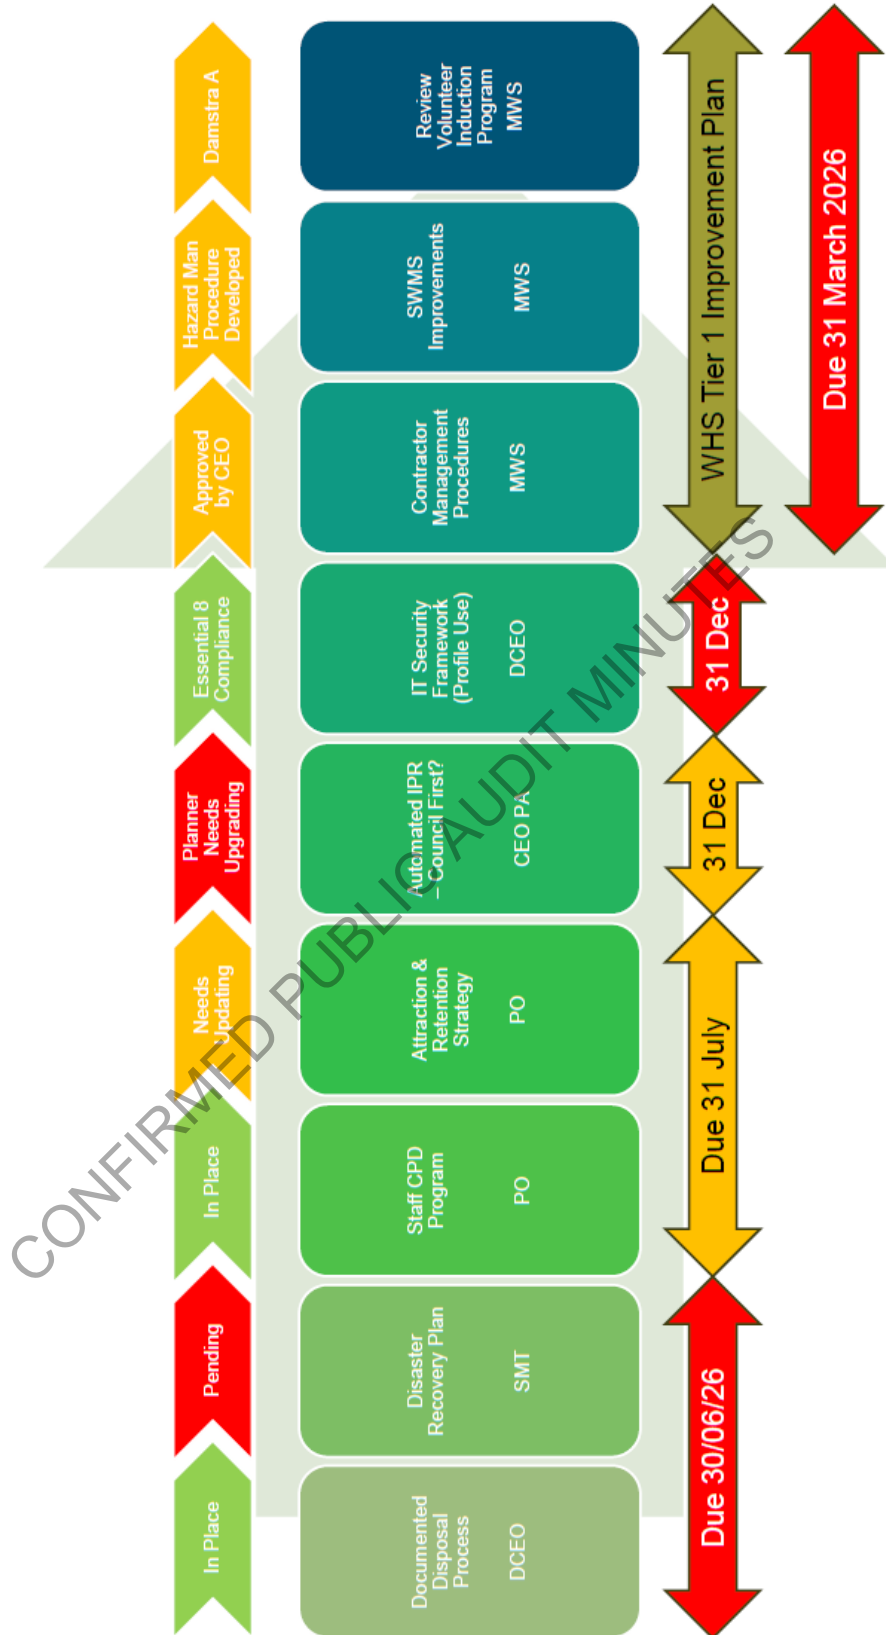 In Place
Pending
In Place
Needs
Updating
Planner
Needs
Upgrading
Essential 8
Compliance
Approved
by CEO
Hazard Man
Procedure
Developed
Damstra A
Documented
Disposal
Process
DCEO
Disaster
Recovery Plan
SMT
Staff CPD
Program
PO
Attraction &
Retention
Strategy
PO
Automated IPR
– Council First?
CEO PA
IT Security
Framework
(Profile Use)
DCEO
Contractor
Management
Procedures
MWS
SWMS
Improvements
MWS
Review
Volunteer
Induction
Program
MWS
Due 30/06/26
Due 31 July
31 Dec
31 Dec
WHS Tier 1 Improvement Plan
Due 31 March 2026
CONFIRMED PUBLIC AUDIT MINUTES